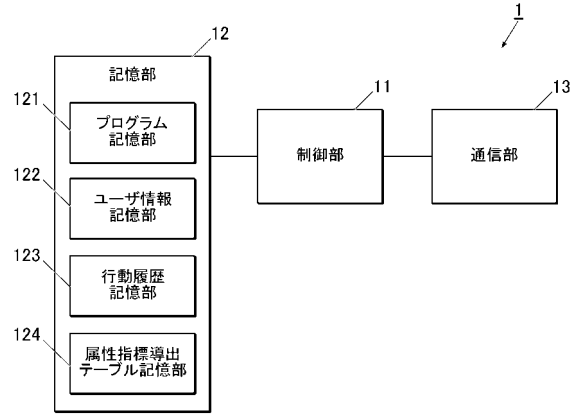 1
12
記憶部
121
プログラム
記憶部
122
ユーザ情報
記憶部
123
行動履歴
記憶部
124
属性指標導出
テーブル記憶部
11
制御部
13
通信部